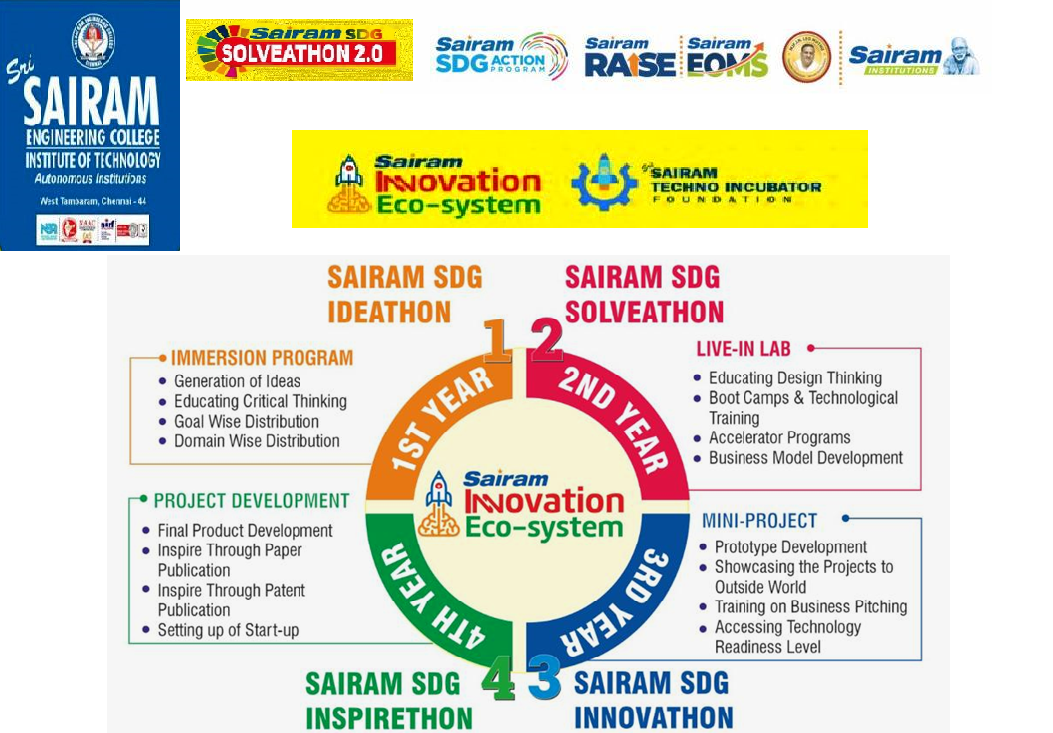 Sri
SAIRAM
ENGINEERING COLLEGE
INSTITUTE OF TECHNOLOGY
Autonomous Institutions
West Tambaram, Chennai - 44
Sairam SDG
SOLVEATHON 2.0
Sairam
SDG ACTION
PROGRAM
Sairam
RAISE
Sairam
EOMS
Sairam
INSTITUTIONS
Sairam
Innovation
Eco-system
Sri SAIRAM
TECHNO INCUBATOR
FOUNDATION
SAIRAM SDG
IDEATHON
1
1ST YEAR
IMMERSION PROGRAM
• Generation of Ideas
• Educating Critical Thinking
• Goal Wise Distribution
• Domain Wise Distribution
SAIRAM SDG
SOLVEATHON
2
2ND YEAR
LIVE-IN LAB
• Educating Design Thinking
• Boot Camps & Technological
Training
• Accelerator Programs
• Business Model Development
Sairam
Innovation
Eco-system
PROJECT DEVELOPMENT
• Final Product Development
• Inspire Through Paper
Publication
• Inspire Through Patent
Publication
• Setting up of Start-up
4TH YEAR
4
SAIRAM SDG
INSPIRETHON
MINI-PROJECT
• Prototype Development
• Showcasing the Projects to
Outside World
• Training on Business Pitching
• Accessing Technology
Readiness Level
3RD YEAR
3
SAIRAM SDG
INNOVATHON